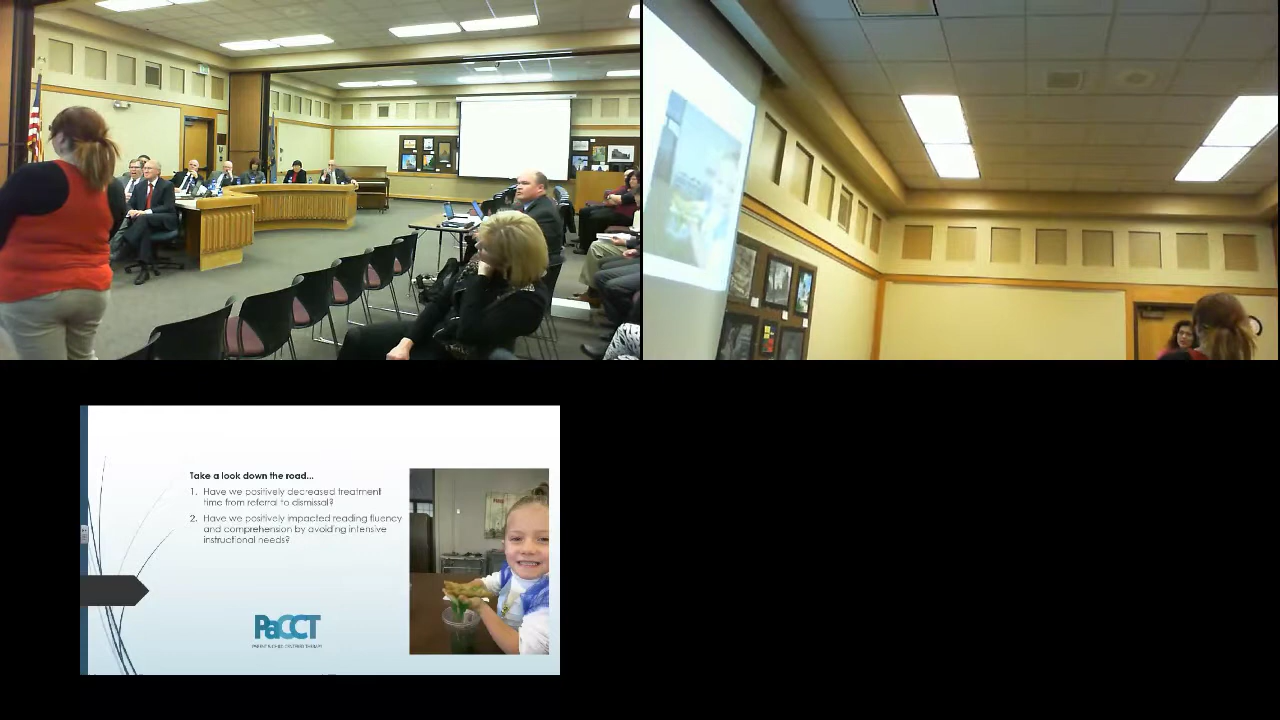 Take a look down the road...
1. Have we positively decreased treatment
time from referral to dismissal?
2. Have we positively impacted reading fluency
and comprehension by avoiding intensive
instructional needs?
PaCCT